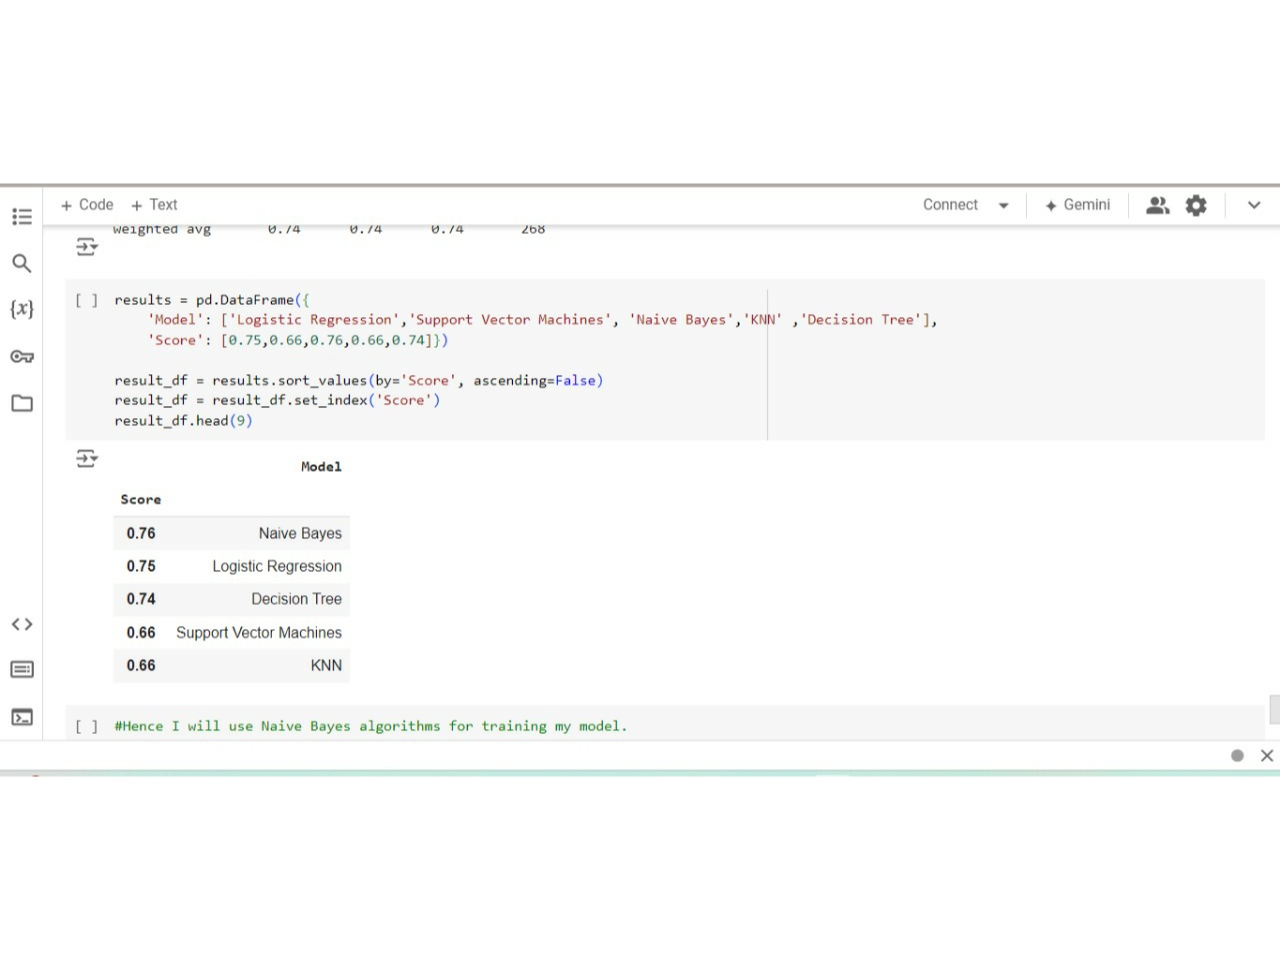 + Code + Text Connect Gemini
weighted avg 0.74 0.74 0.74 268
[ ] results = pd.DataFrame({
'Model': ['Logistic Regression','Support Vector Machines', 'Naive Bayes','KNN' ,'Decision Tree'],
'Score': [0.75,0.66,0.76,0.66,0.74]})
result_df = results.sort_values(by='Score', ascending=False)
result_df = result_df.set_index('Score')
result_df.head(9)
Model
Score
0.76 Naive Bayes
0.75 Logistic Regression
0.74 Decision Tree
0.66 Support Vector Machines
0.66 KNN
[ ] #Hence I will use Naive Bayes algorithms for training my model.